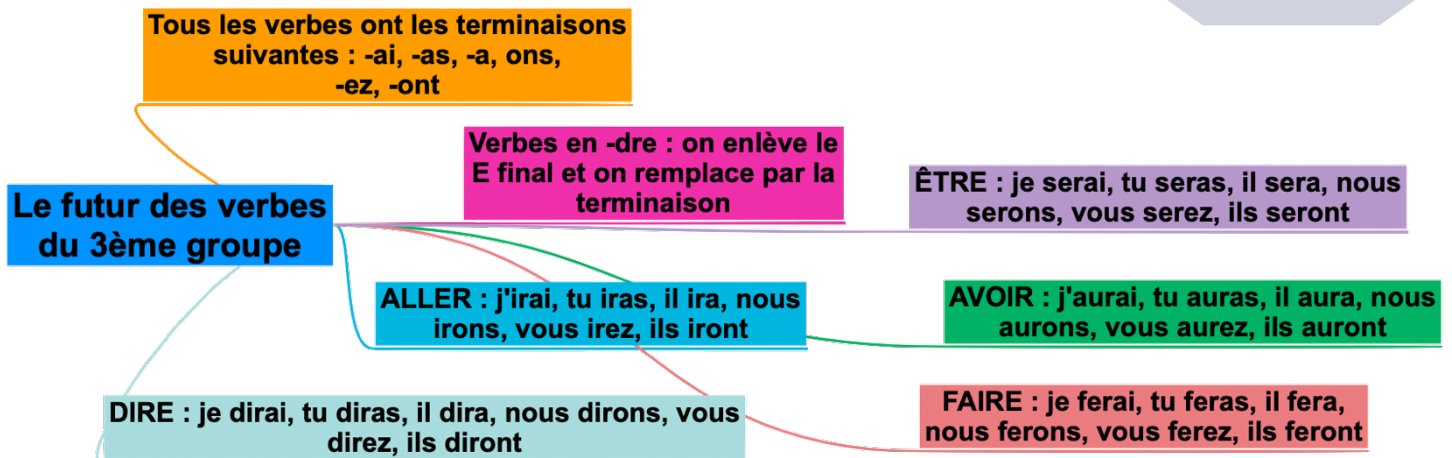 Tous les verbes ont les terminaisons
suivantes : -ai, -as, -a, ons,
-ez, -ont
Verbes en -dre : on enlève le
E final et on remplace par la
terminaison
ÊTRE : je serai, tu seras, il sera, nous
serons, vous serez, ils seront
Le futur des verbes
du 3ème groupe
ALLER : j'irai, tu iras, il ira, nous
irons, vous irez, ils iront
AVOIR : j'aurai, tu auras, il aura, nous
aurons, vous aurez, ils auront
DIRE : je dirai, tu diras, il dira, nous dirons, vous
direz, ils diront
FAIRE : je ferai, tu feras, il fera,
nous ferons, vous ferez, ils feront